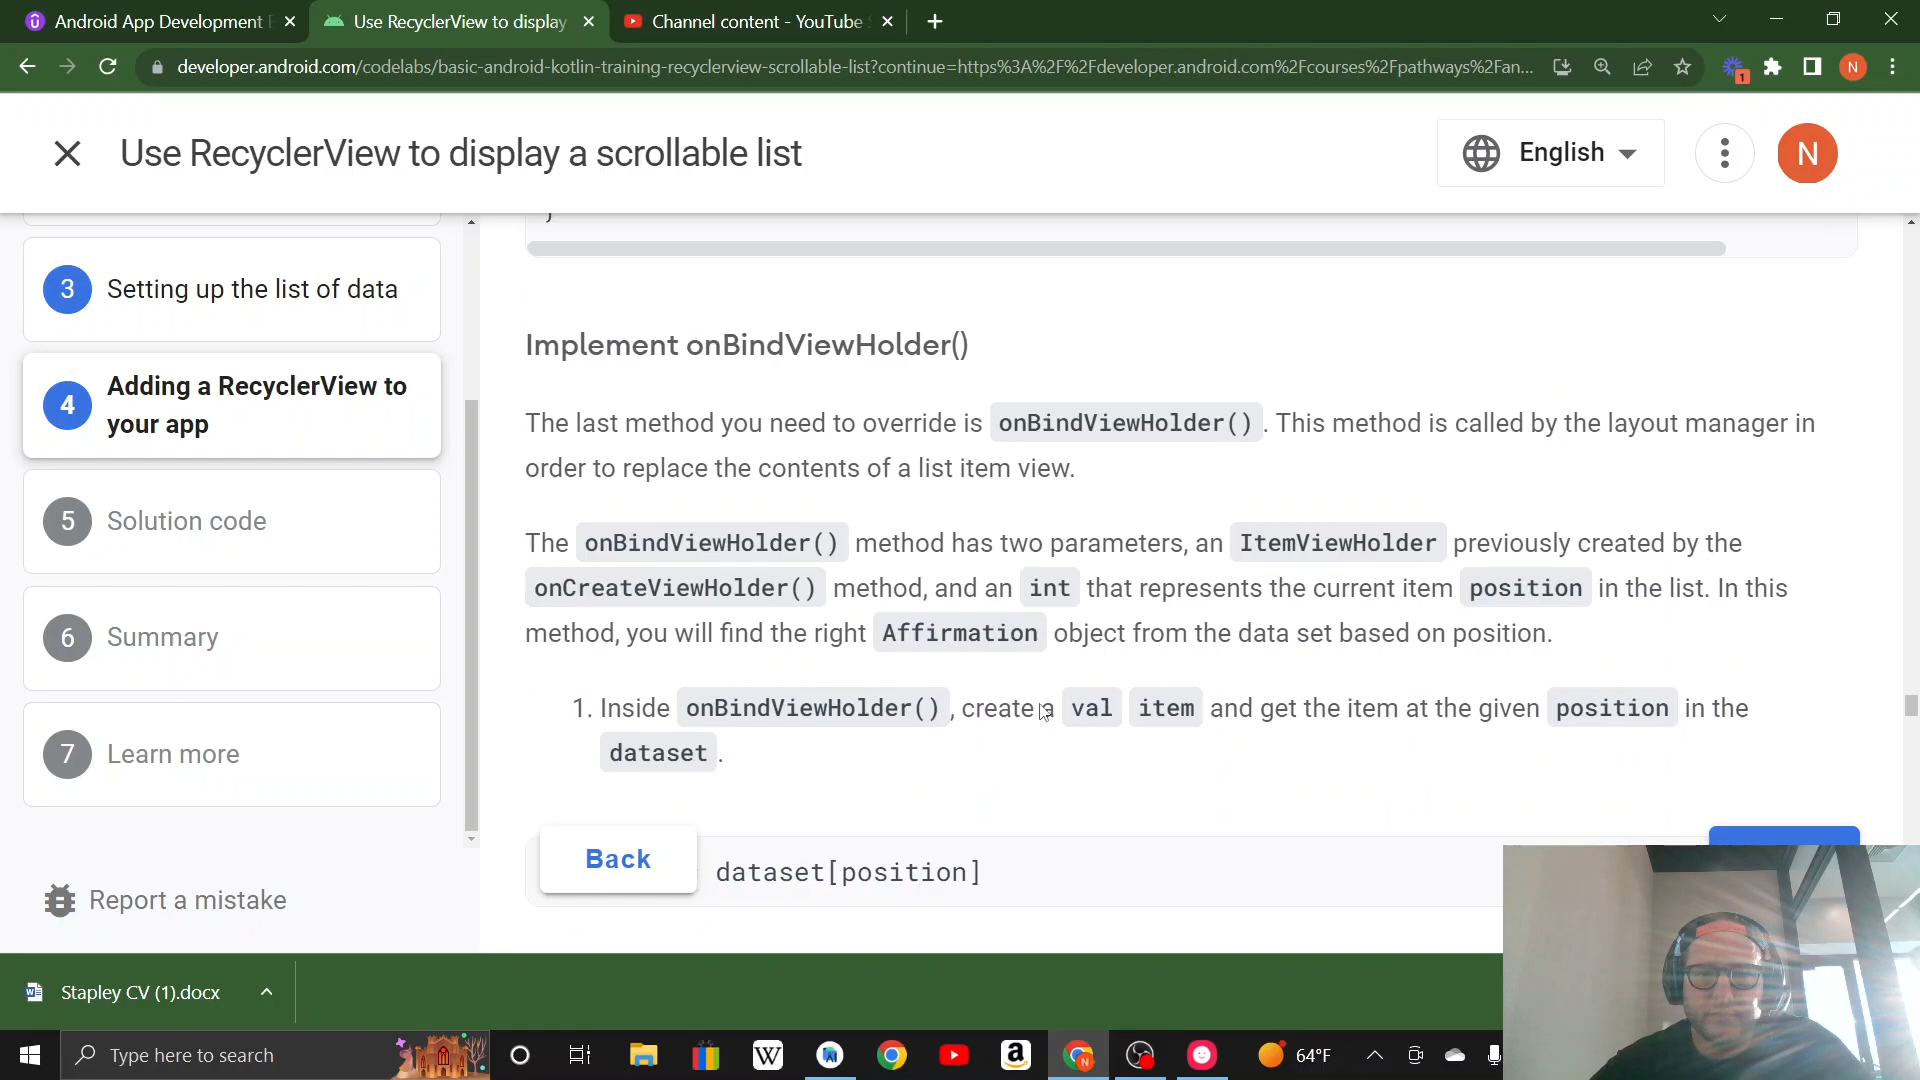 Android App Development
Use RecyclerView to display
Channel content - YouTube
developer.android.com/codelabs/basic-android-kotlin-training-recyclerview-scrollable-list?continue=https%3A%2F%2Fdeveloper.android.com%2Fcourses%2Fpathways%2Fan...
1
N
Use RecyclerView to display a scrollable list
English
N
3 Setting up the list of data
4 Adding a RecyclerView to
your app
5 Solution code
6 Summary
7 Learn more
Report a mistake
}
Implement onBindViewHolder()
The last method you need to override is onBindViewHolder(). This method is called by the layout manager in
order to replace the contents of a list item view.
The onBindViewHolder() method has two parameters, an ItemViewHolder previously created by the
onCreateViewHolder() method, and an int that represents the current item position in the list. In this
method, you will find the right Affirmation object from the data set based on position.
1. Inside onBindViewHolder(), create a val item and get the item at the given position in the
dataset.
Back
dataset[position]
Stapley CV (1).docx
Type here to search
W
a
N
64°F